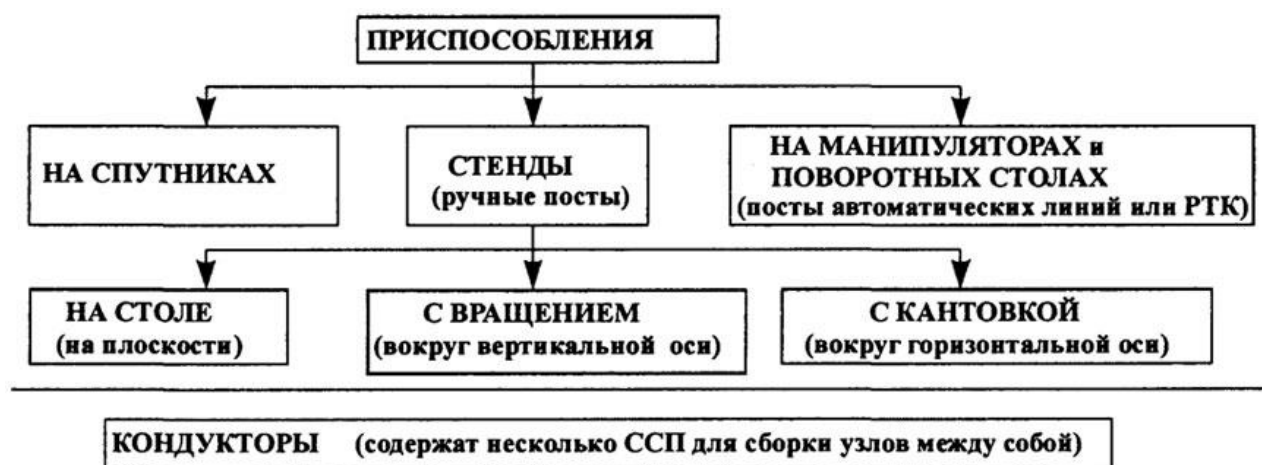 ПРИСПОСОБЛЕНИЯ
НА СПУТНИКАХ
СТЕНДЫ
(ручные посты)
НА МАНИПУЛЯТОРАХ и
ПОВОРОТНЫХ СТОЛАХ
(посты автоматических линий или РТК)
НА СТОЛЕ
(на плоскости)
С ВРАЩЕНИЕМ
(вокруг вертикальной оси)
С КАНТОВКОЙ
(вокруг горизонтальной оси)
КОНДУКТОРЫ (содержат несколько ССП для сборки узлов между собой)